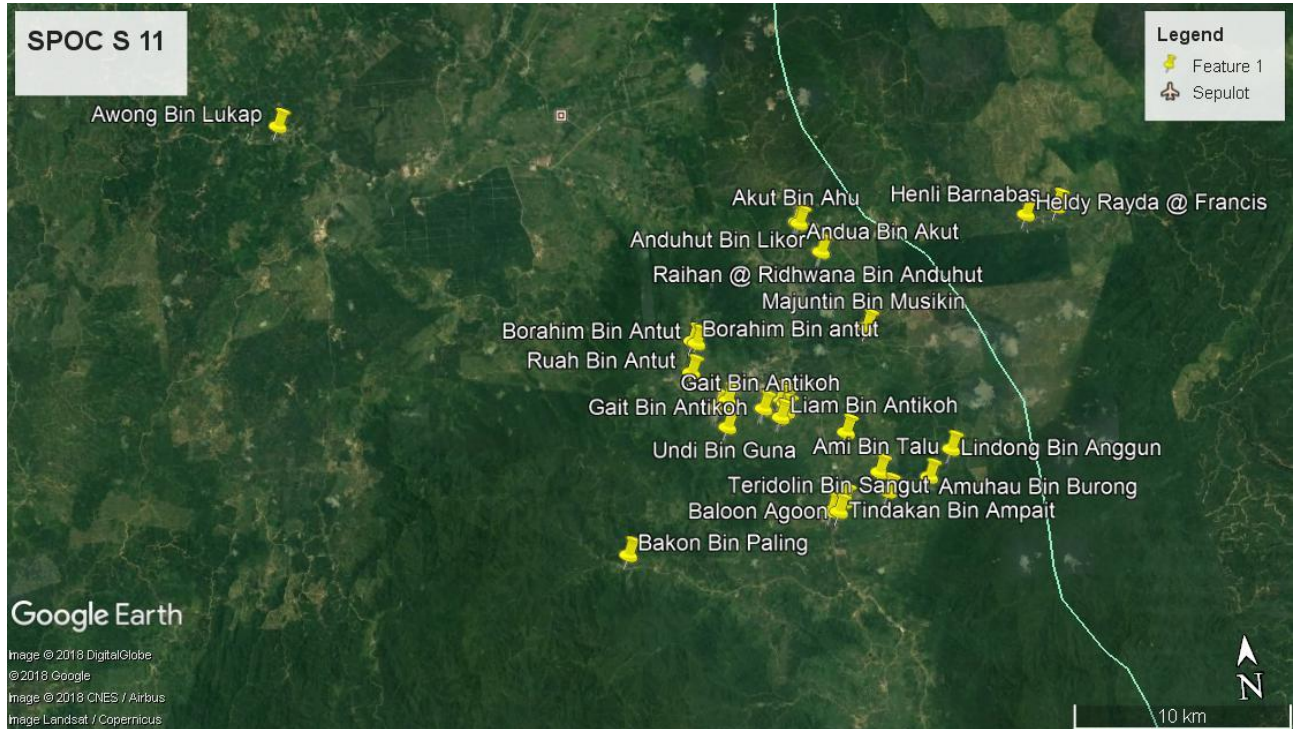 SPOC S 11
Legend
Feature 1
Sepulot
Awong Bin Lukap
Akut Bin Ahu
Henli Barnabas
Heldy Rayda @ Francis
Anduhut Bin Likor
Andua Bin Akut
Raihan @ Ridhwana Bin Anduhut
Majuntin Bin Musikin
Borahim Bin Antut
Borahim Bin antut
Ruah Bin Antut
Gait Bin Antikoh
Gait Bin Antikoh
Liam Bin Antikoh
Undi Bin Guna
Ami Bin Talu
Lindong Bin Anggun
Teridolin Bin Sangut
Amuhau Bin Burong
Baloon Agoon
Tindakan Bin Ampait
Bakon Bin Paling
Google Earth
Image © 2018 DigitalGlobe
© 2018 Google
Image © 2018 CNES / Airbus
Image Landsat / Copernicus
N
10 km